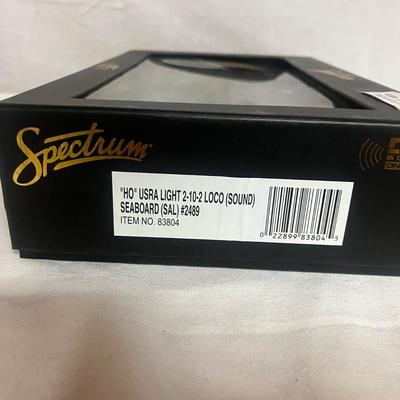 Spectrum®
"HO" USRA LIGHT 2-10-2 LOCO (SOUND)
SEABOARD (SAL) #2489
ITEM NO. 83804
0 22899 83804 5